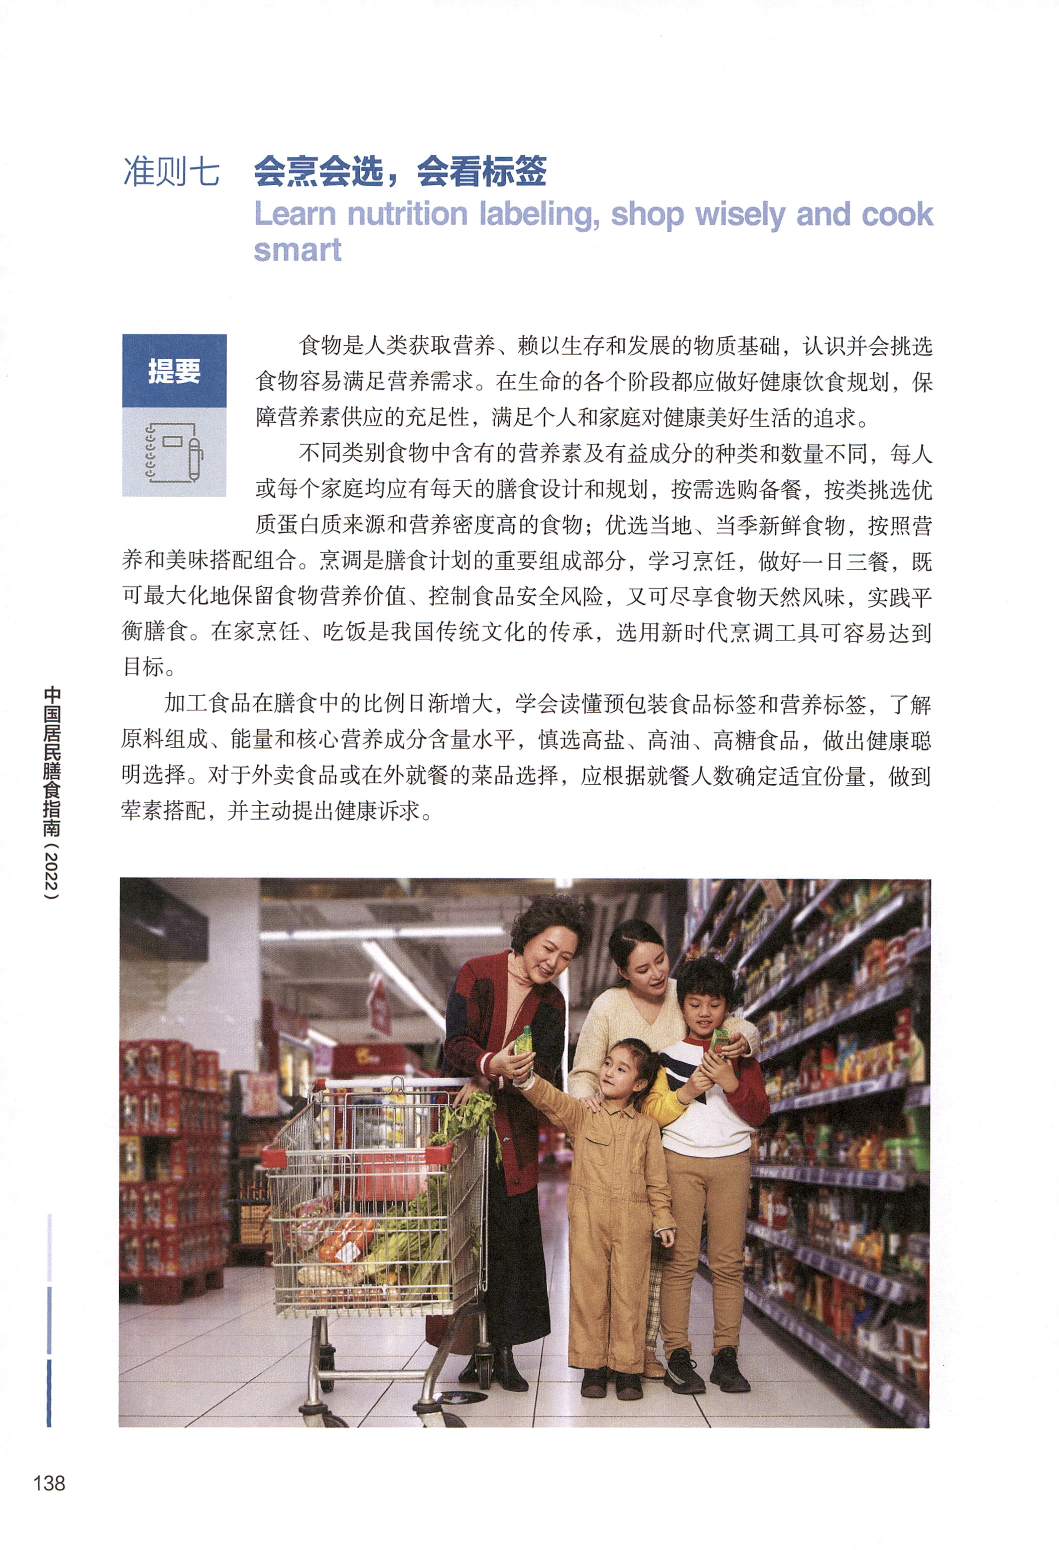 准则七 会烹会选，会看标签
Learn nutrition labeling, shop wisely and cook
smart
提要
食物是人类获取营养、赖以生存和发展的物质基础，认识并会挑选
食物容易满足营养需求。在生命的各个阶段都应做好健康饮食规划，保
障营养素供应的充足性，满足个人和家庭对健康美好生活的追求。
不同类别食物中含有的营养素及有益成分的种类和数量不同，每人
或每个家庭均应有每天的膳食设计和规划，按需选购备餐，按类挑选优
质蛋白质来源和营养密度高的食物；优选当地、当季新鲜食物，按照营
养和美味搭配组合。烹调是膳食计划的重要组成部分，学习烹饪，做好一日三餐，既
可最大化地保留食物营养价值、控制食品安全风险，又可尽享食物天然风味，实践平
衡膳食。在家烹饪、吃饭是我国传统文化的传承，选用新时代烹调工具可容易达到
目标。
加工食品在膳食中的比例日渐增大，学会读懂预包装食品标签和营养标签，了解
原料组成、能量和核心营养成分含量水平，慎选高盐、高油、高糖食品，做出健康聪
明选择。对于外卖食品或在外就餐的菜品选择，应根据就餐人数确定适宜份量，做到
荤素搭配，并主动提出健康诉求。
中国居民膳食指南（2022）
138